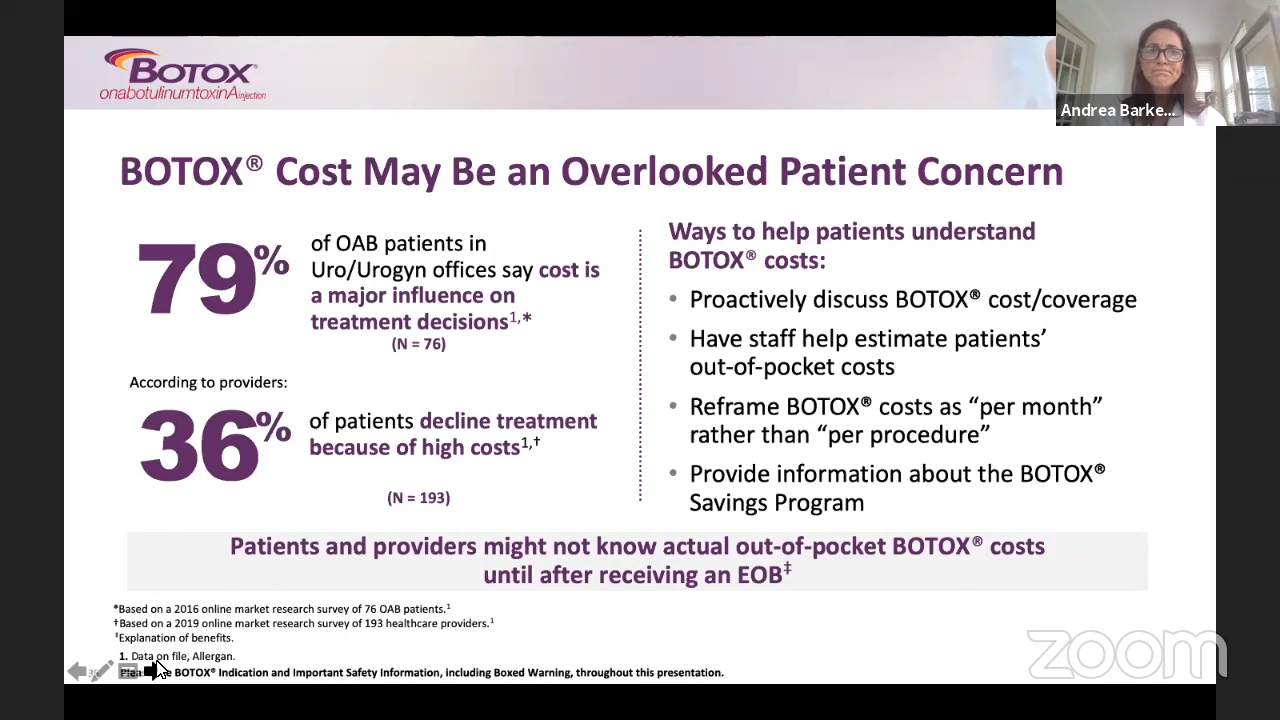 BOTOX®
onabotulinumtoxinA injection
Andrea Barke...
BOTOX® Cost May Be an Overlooked Patient Concern
79%
of OAB patients in
Uro/Urogyn offices say cost is
a major influence on
treatment decisions1,*
(N = 76)
According to providers:
36%
of patients decline treatment
because of high costs1,†
(N = 193)
Ways to help patients understand
BOTOX® costs:
• Proactively discuss BOTOX® cost/coverage
• Have staff help estimate patients’
out-of-pocket costs
• Reframe BOTOX® costs as “per month”
rather than “per procedure”
• Provide information about the BOTOX®
Savings Program
Patients and providers might not know actual out-of-pocket BOTOX® costs
until after receiving an EOB‡
*Based on a 2016 online market research survey of 76 OAB patients.1
†Based on a 2019 online market research survey of 193 healthcare providers.1
‡Explanation of benefits.
1. Data on file, Allergan.
BOTOX® Indication and Important Safety Information, including Boxed Warning, throughout this presentation.
zoom